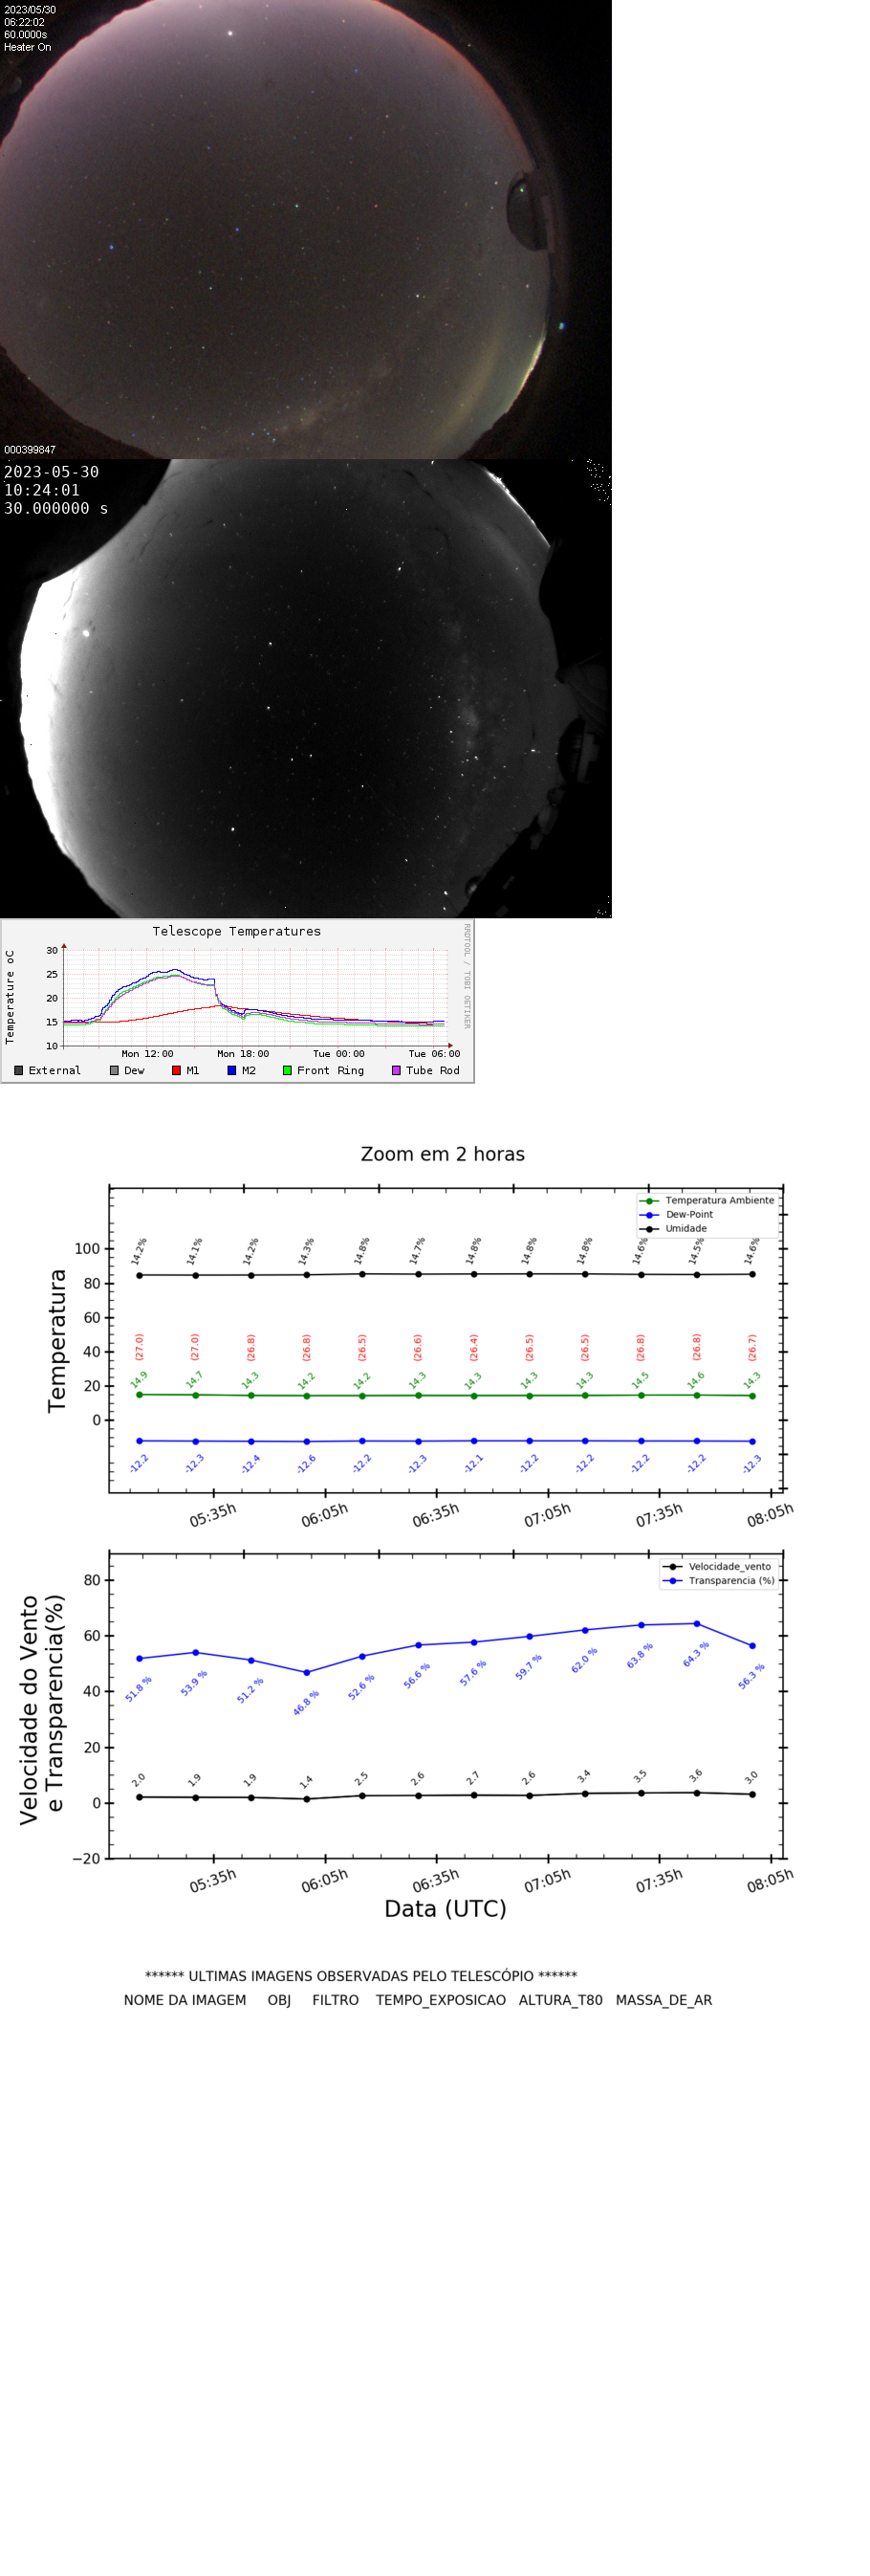 2023/05/30
06:22:02
60.0000s
Heater On
000399847
2023-05-30
10:24:01
30.000000 s
Telescope Temperatures
RRDTOOL / TOBI OETIKER
Temperature oC
30
25
20
15
10
Mon 12:00 Mon 18:00 Tue 00:00 Tue 06:00
External Dew M1 M2 Front Ring Tube Rod
Zoom em 2 horas
Temperatura Ambiente
Dew-Point
Umidade
Temperatura
100
80
60
40
20
0
14.2% 14.1% 14.2% 14.3% 14.8% 14.7% 14.8% 14.8% 14.8% 14.6% 14.5% 14.6%
(27.0) (27.0) (26.8) (26.8) (26.5) (26.6) (26.4) (26.5) (26.5) (26.8) (26.8) (26.7)
14.9 14.7 14.3 14.2 14.2 14.3 14.3 14.3 14.3 14.5 14.6 14.3
-12.2 -12.3 -12.4 -12.6 -12.2 -12.3 -12.1 -12.2 -12.2 -12.2 -12.2 -12.3
05:35h 06:05h 06:35h 07:05h 07:35h 08:05h
Velocidade_vento
Transparencia (%)
Velocidade do Vento
e Transparencia(%)
80
60
40
20
0
−20
51.8 % 53.9 % 51.2 % 46.8 % 52.6 % 56.6 % 57.6 % 59.7 % 62.0 % 63.8 % 64.3 % 56.3 %
2.0 1.9 1.9 1.4 2.5 2.6 2.7 2.6 3.4 3.5 3.6 3.0
05:35h 06:05h 06:35h 07:05h 07:35h 08:05h
Data (UTC)
****** ULTIMAS IMAGENS OBSERVADAS PELO TELESCÓPIO ******
NOME DA IMAGEM OBJ FILTRO TEMPO_EXPOSICAO ALTURA_T80 MASSA_DE_AR